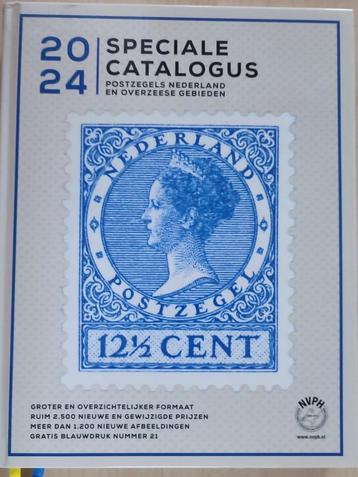 20
24
SPECIALE
CATALOGUS
POSTZEGELS NEDERLAND
EN OVERZEESE GEBIEDEN
NEDERLAND
POSTZEGEL
12½ CENT
GROTER EN OVERZICHTELIJKER FORMAAT
RUIM 2.500 NIEUWE EN GEWIJZIGDE PRIJZEN
MEER DAN 1.200 NIEUWE AFBEELDINGEN
GRATIS BLAUWDRUK NUMMER 21
NVPH
www.nvph.nl